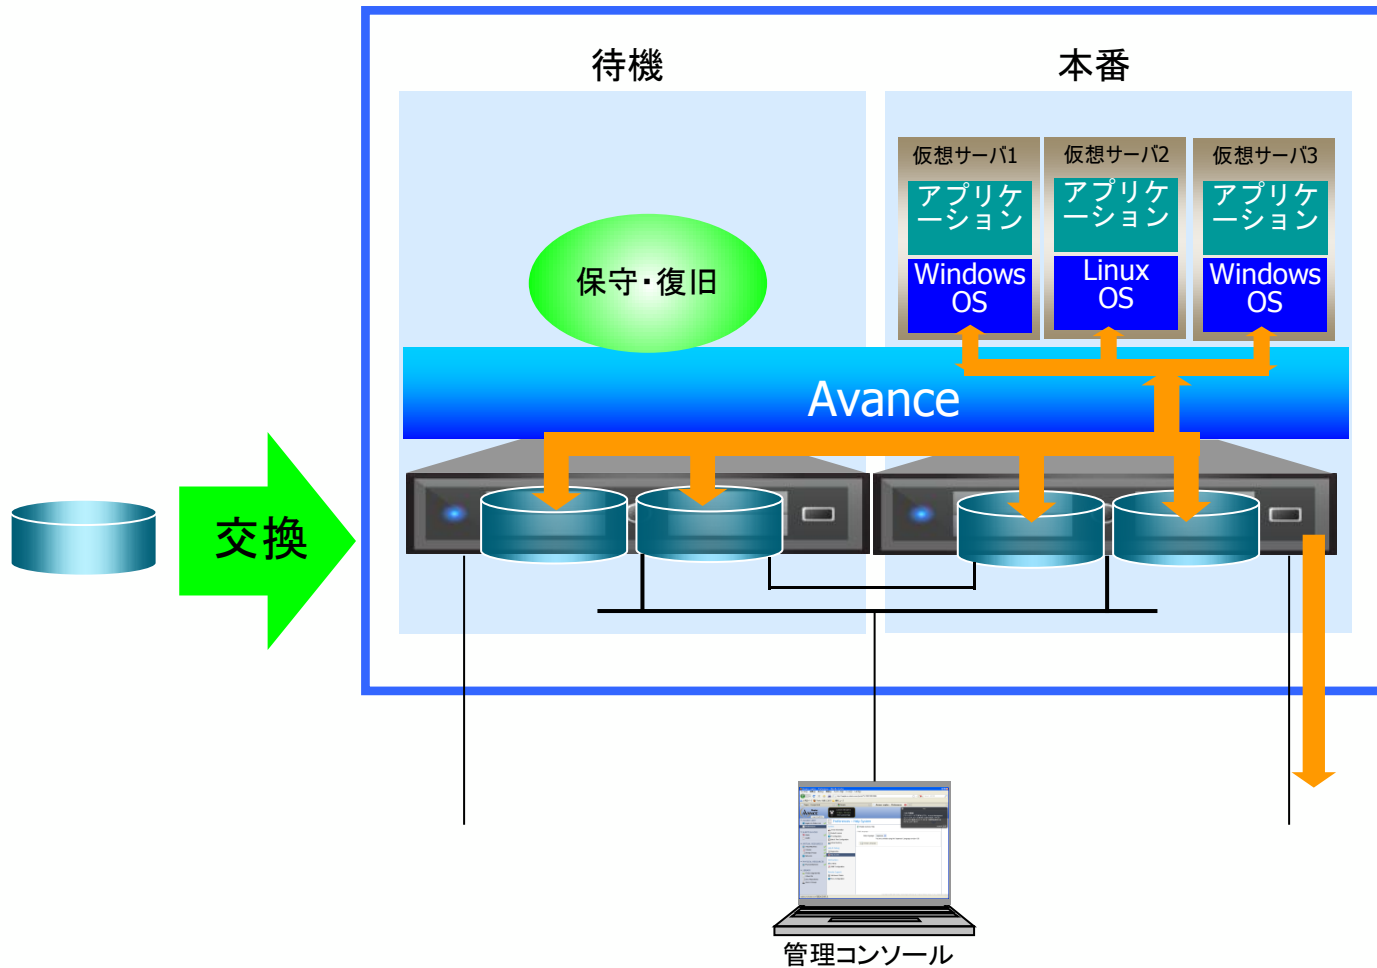 待機
本番
仮想サーバ1
アプリケ
ーション
Windows
OS
仮想サーバ2
アプリケ
ーション
Linux
OS
仮想サーバ3
アプリケ
ーション
Windows
OS
保守・復旧
Avance
交換
管理コンソール